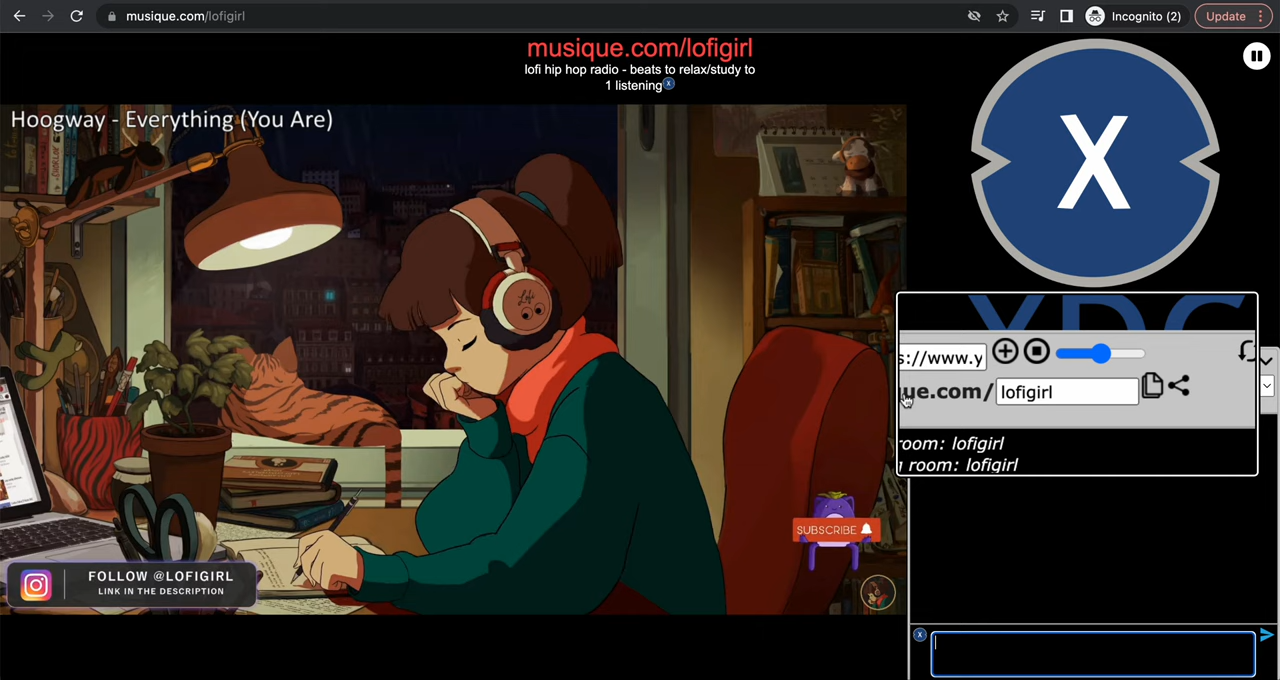 musique.com/lofigirl
Incognito (2)
Update
musique.com/lofigirl
lofi hip hop radio - beats to relax/study to
1 listening
X
Hoogway - Everything (You Are)
X
Lofi
s://www.y
ue.com/
lofigirl
room: lofigirl
room: lofigirl
SUBSCRIBE
FOLLOW @LOFIGIRL
LINK IN THE DESCRIPTION
X